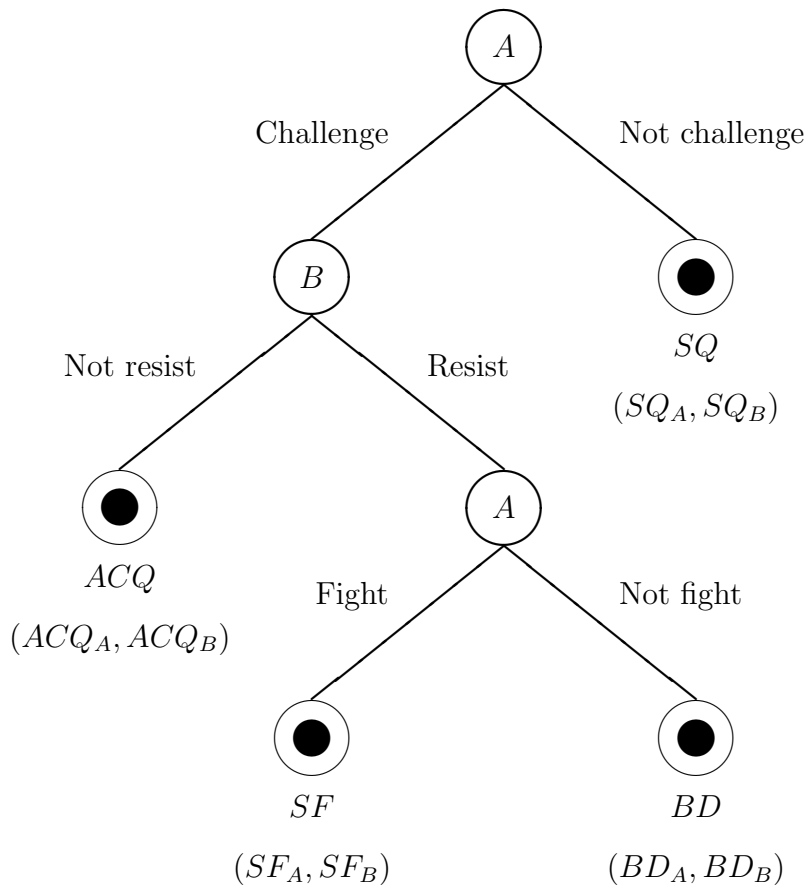 A
Challenge Not challenge
B
SQ
Not resist Resist
(SQ_A, SQ_B)
A
ACQ
Fight Not fight
(ACQ_A, ACQ_B)
SF BD
(SF_A, SF_B) (BD_A, BD_B)